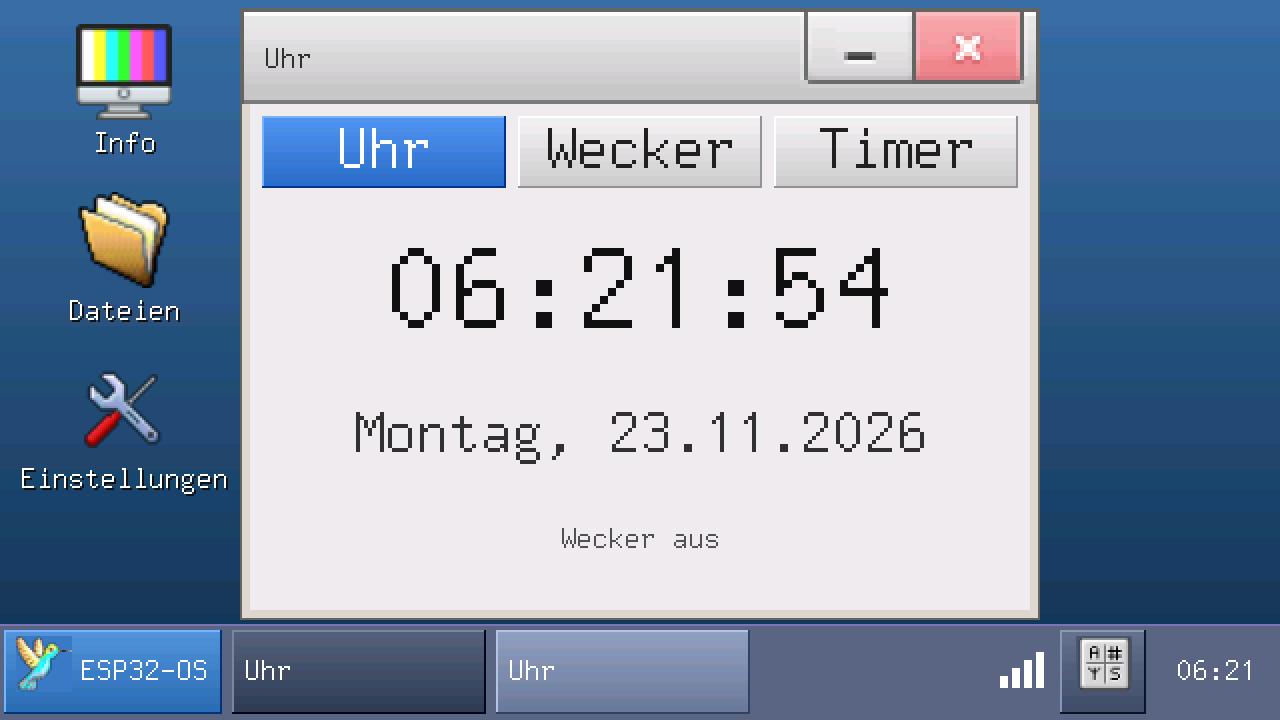 Info
Dateien
Einstellungen
Uhr
Uhr Wecker Timer
06:21:54
Montag, 23.11.2026
Wecker aus
ESP32-OS Uhr Uhr A # Y S 06:21